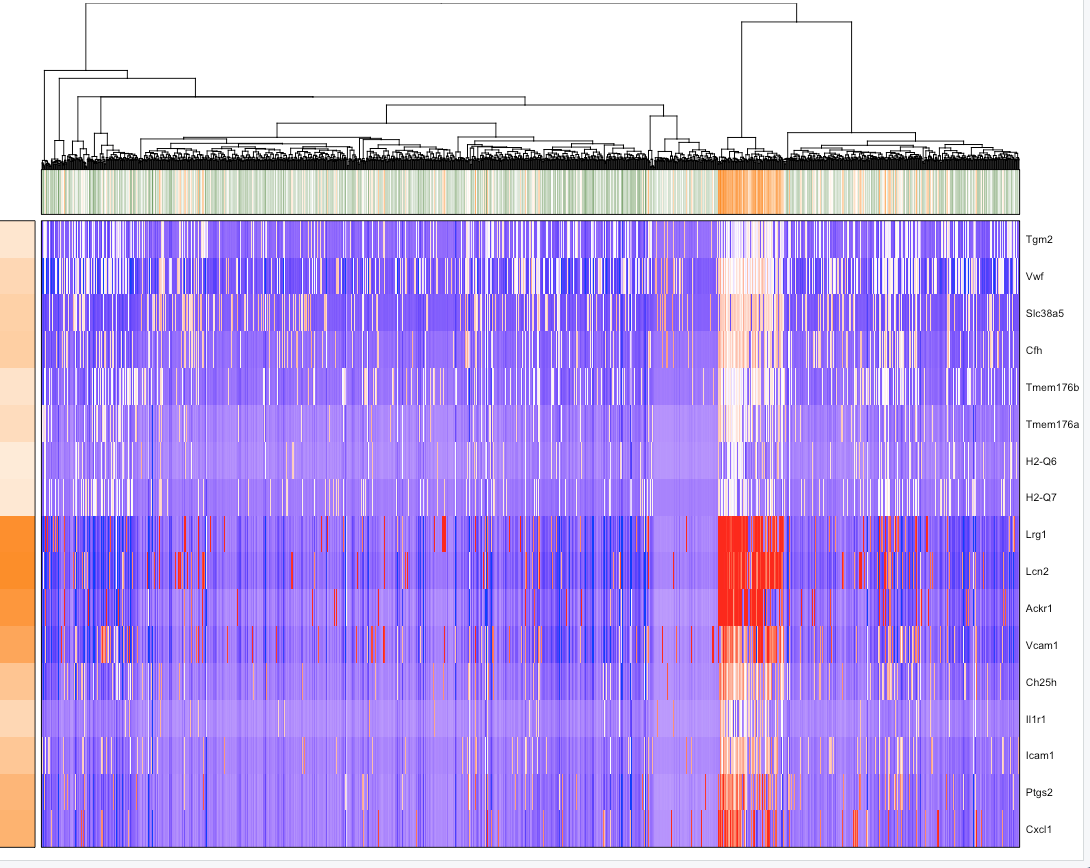 Tgm2
Vwf
Slc38a5
Cfh
Tmem176b
Tmem176a
H2-Q6
H2-Q7
Lrg1
Lcn2
Ackr1
Vcam1
Ch25h
Il1r1
Icam1
Ptgs2
Cxcl1